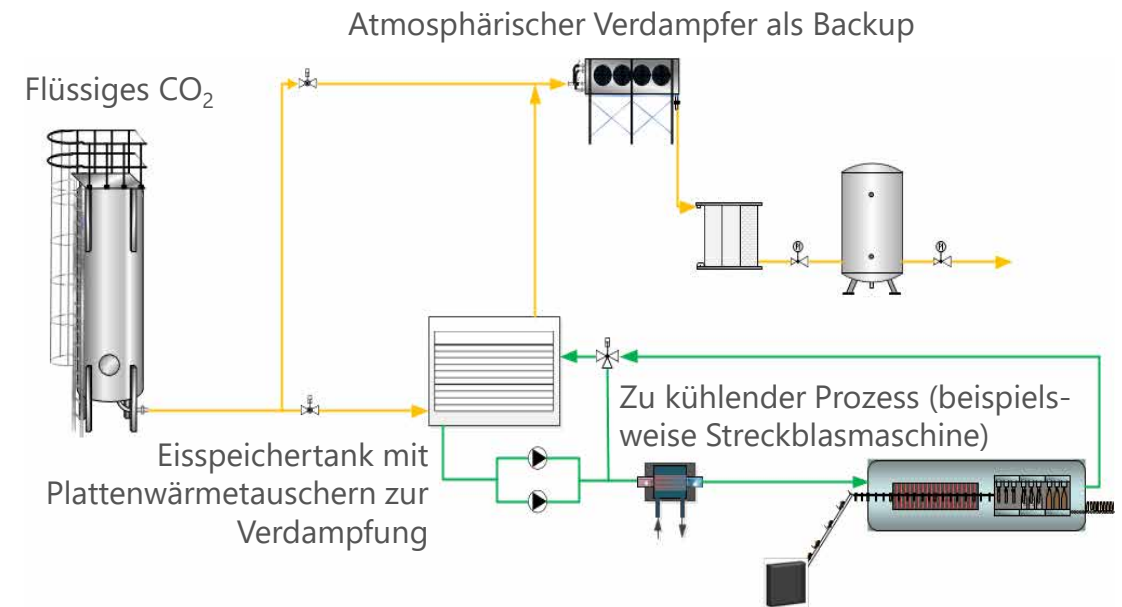 Atmosphärischer Verdampfer als Backup
Flüssiges CO₂
Zu kühlender Prozess (beispiels-
weise Streckblasmaschine)
Eisspeichertank mit
Plattenwärmetauschern zur
Verdampfung
M
M